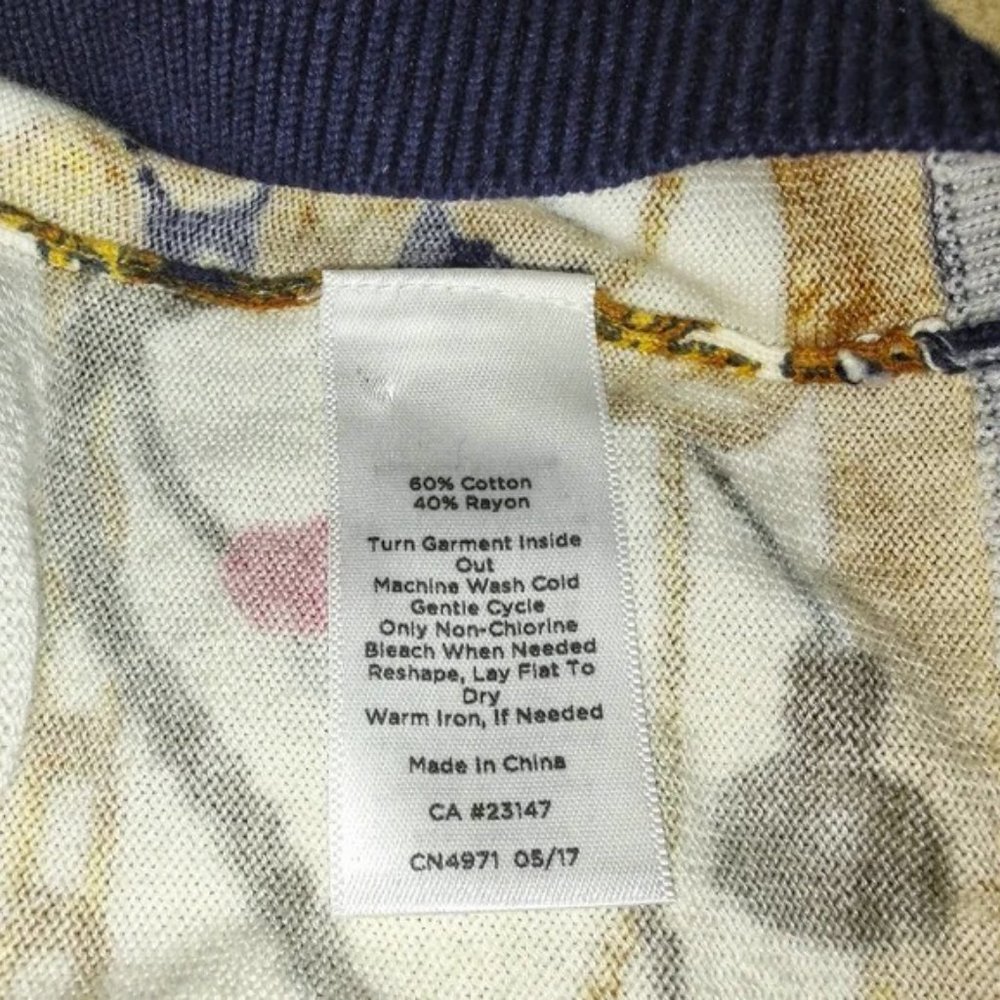 60% Cotton
40% Rayon
Turn Garment Inside
Out
Machine Wash Cold
Gentle Cycle
Only Non-Chlorine
Bleach When Needed
Reshape, Lay Flat To
Dry
Warm Iron, If Needed
Made In China
CA #23147
CN4971 05/17